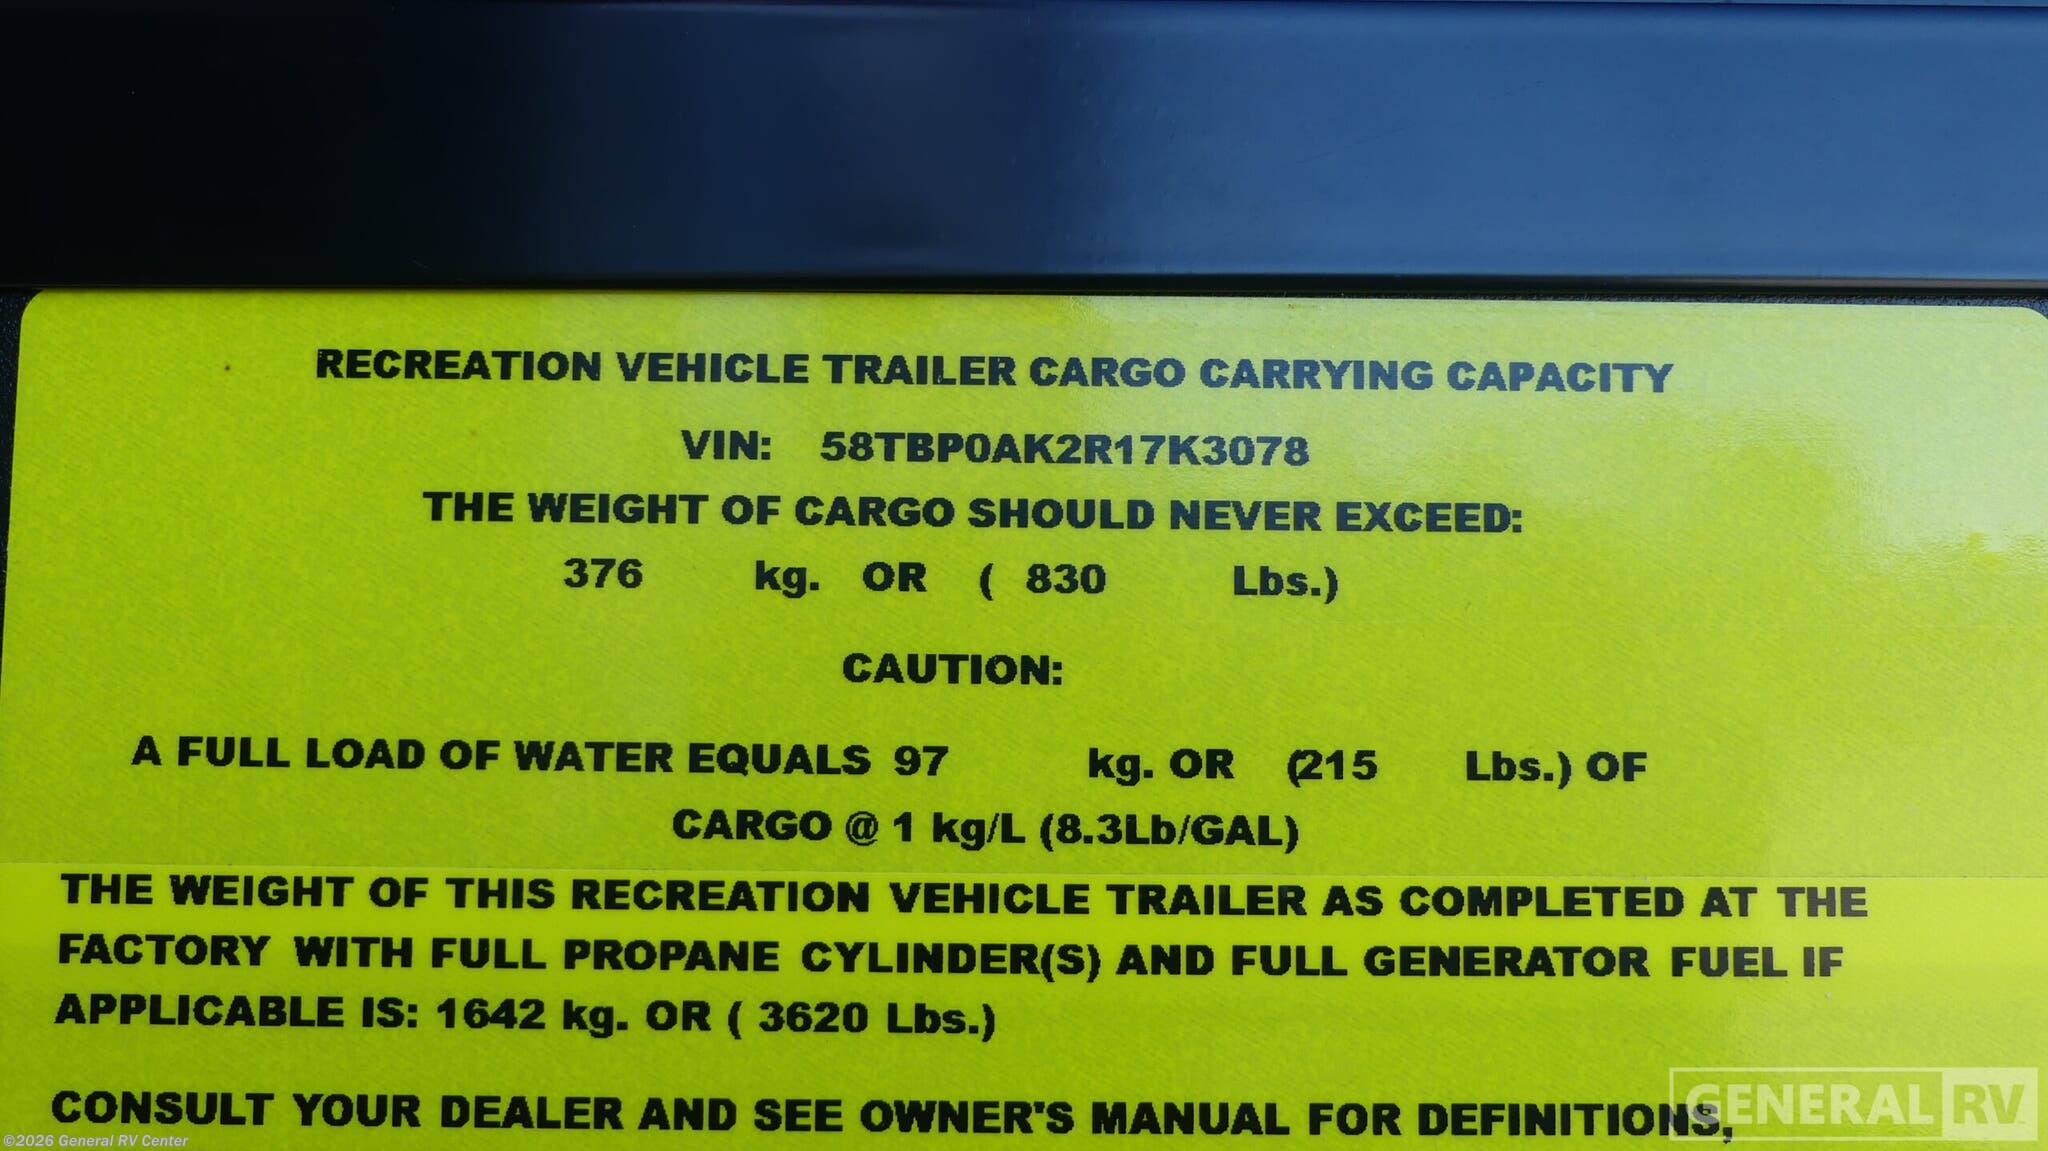 RECREATION VEHICLE TRAILER CARGO CARRYING CAPACITY
VIN: 58TBP0AK2R17K3078
THE WEIGHT OF CARGO SHOULD NEVER EXCEED:
376 kg. OR ( 830 Lbs.)
CAUTION:
A FULL LOAD OF WATER EQUALS 97 kg. OR (215 Lbs.) OF
CARGO @ 1 kg/L (8.3Lb/GAL)
THE WEIGHT OF THIS RECREATION VEHICLE TRAILER AS COMPLETED AT THE
FACTORY WITH FULL PROPANE CYLINDER(S) AND FULL GENERATOR FUEL IF
APPLICABLE IS: 1642 kg. OR ( 3620 Lbs.)
CONSULT YOUR DEALER AND SEE OWNER'S MANUAL FOR DEFINITIONS,
GENERAL RV
©2026 General RV Center